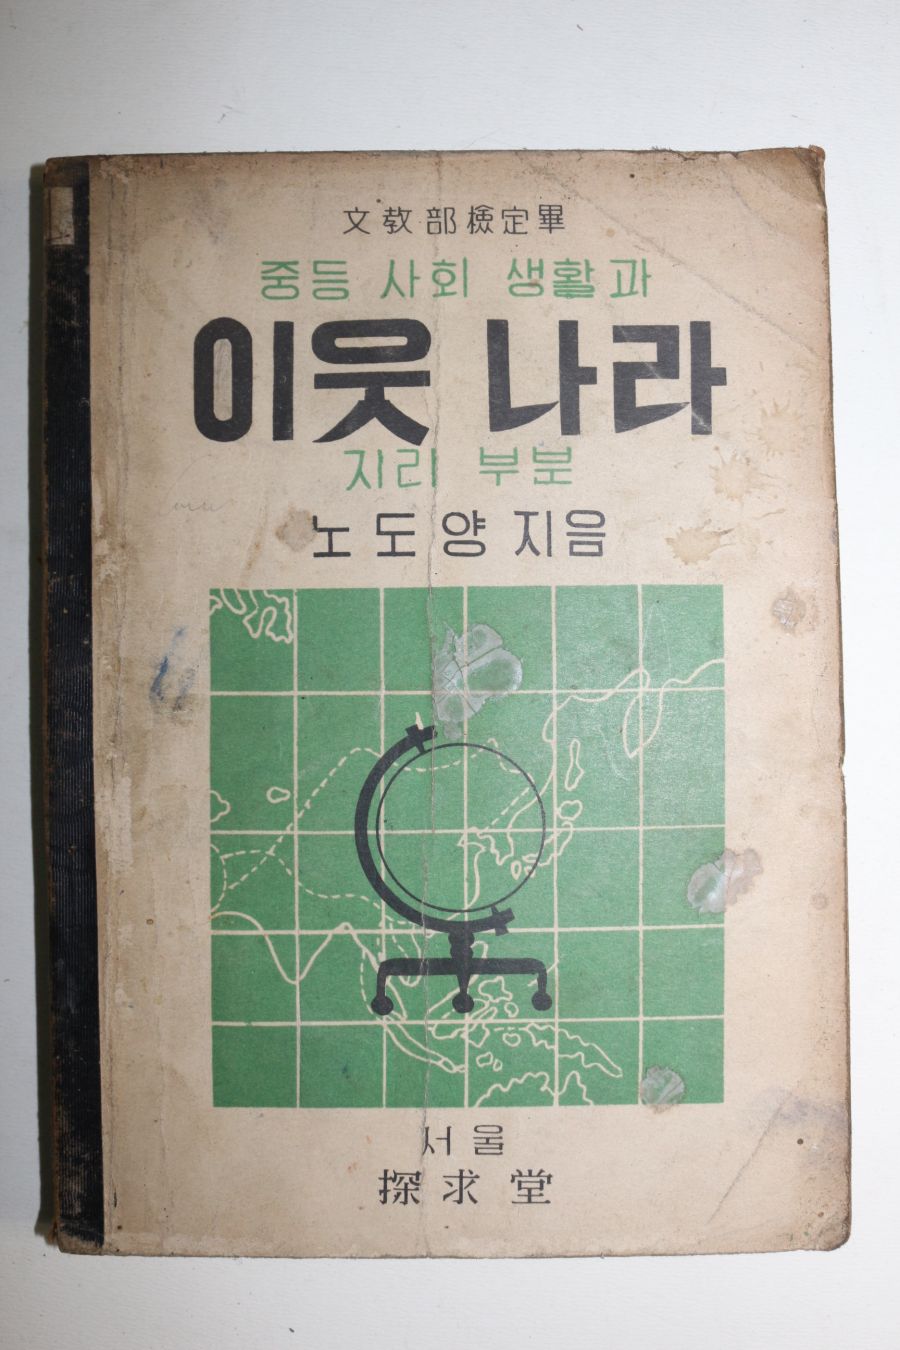 文敎部檢定畢
중등 사회 생활과
이웃 나라
지리 부분
노도양 지음
서울
探求堂